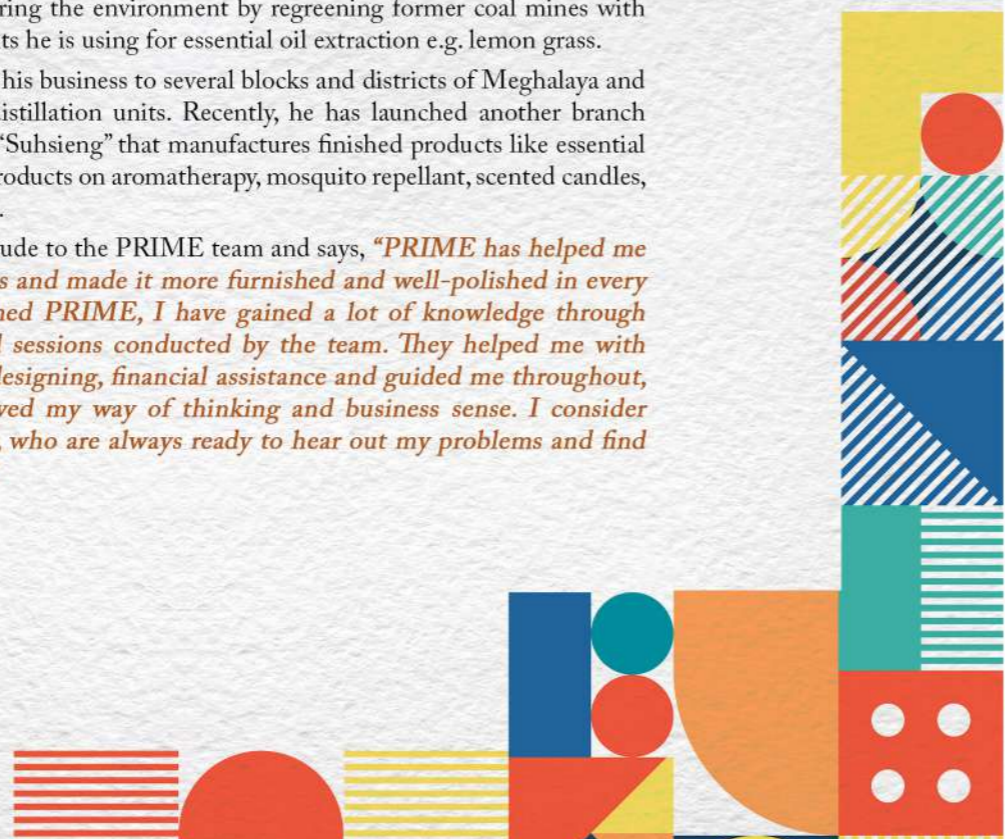 ring the environment by regreening former coal mines with
ts he is using for essential oil extraction e.g. lemon grass.
his business to several blocks and districts of Meghalaya and
istillation units. Recently, he has launched another branch
“Suhsieng” that manufactures finished products like essential
roducts on aromatherapy, mosquito repellant, scented candles,
.
ude to the PRIME team and says, “PRIME has helped me
s and made it more furnished and well-polished in every
ned PRIME, I have gained a lot of knowledge through
l sessions conducted by the team. They helped me with
designing, financial assistance and guided me throughout,
ved my way of thinking and business sense. I consider
, who are always ready to hear out my problems and find